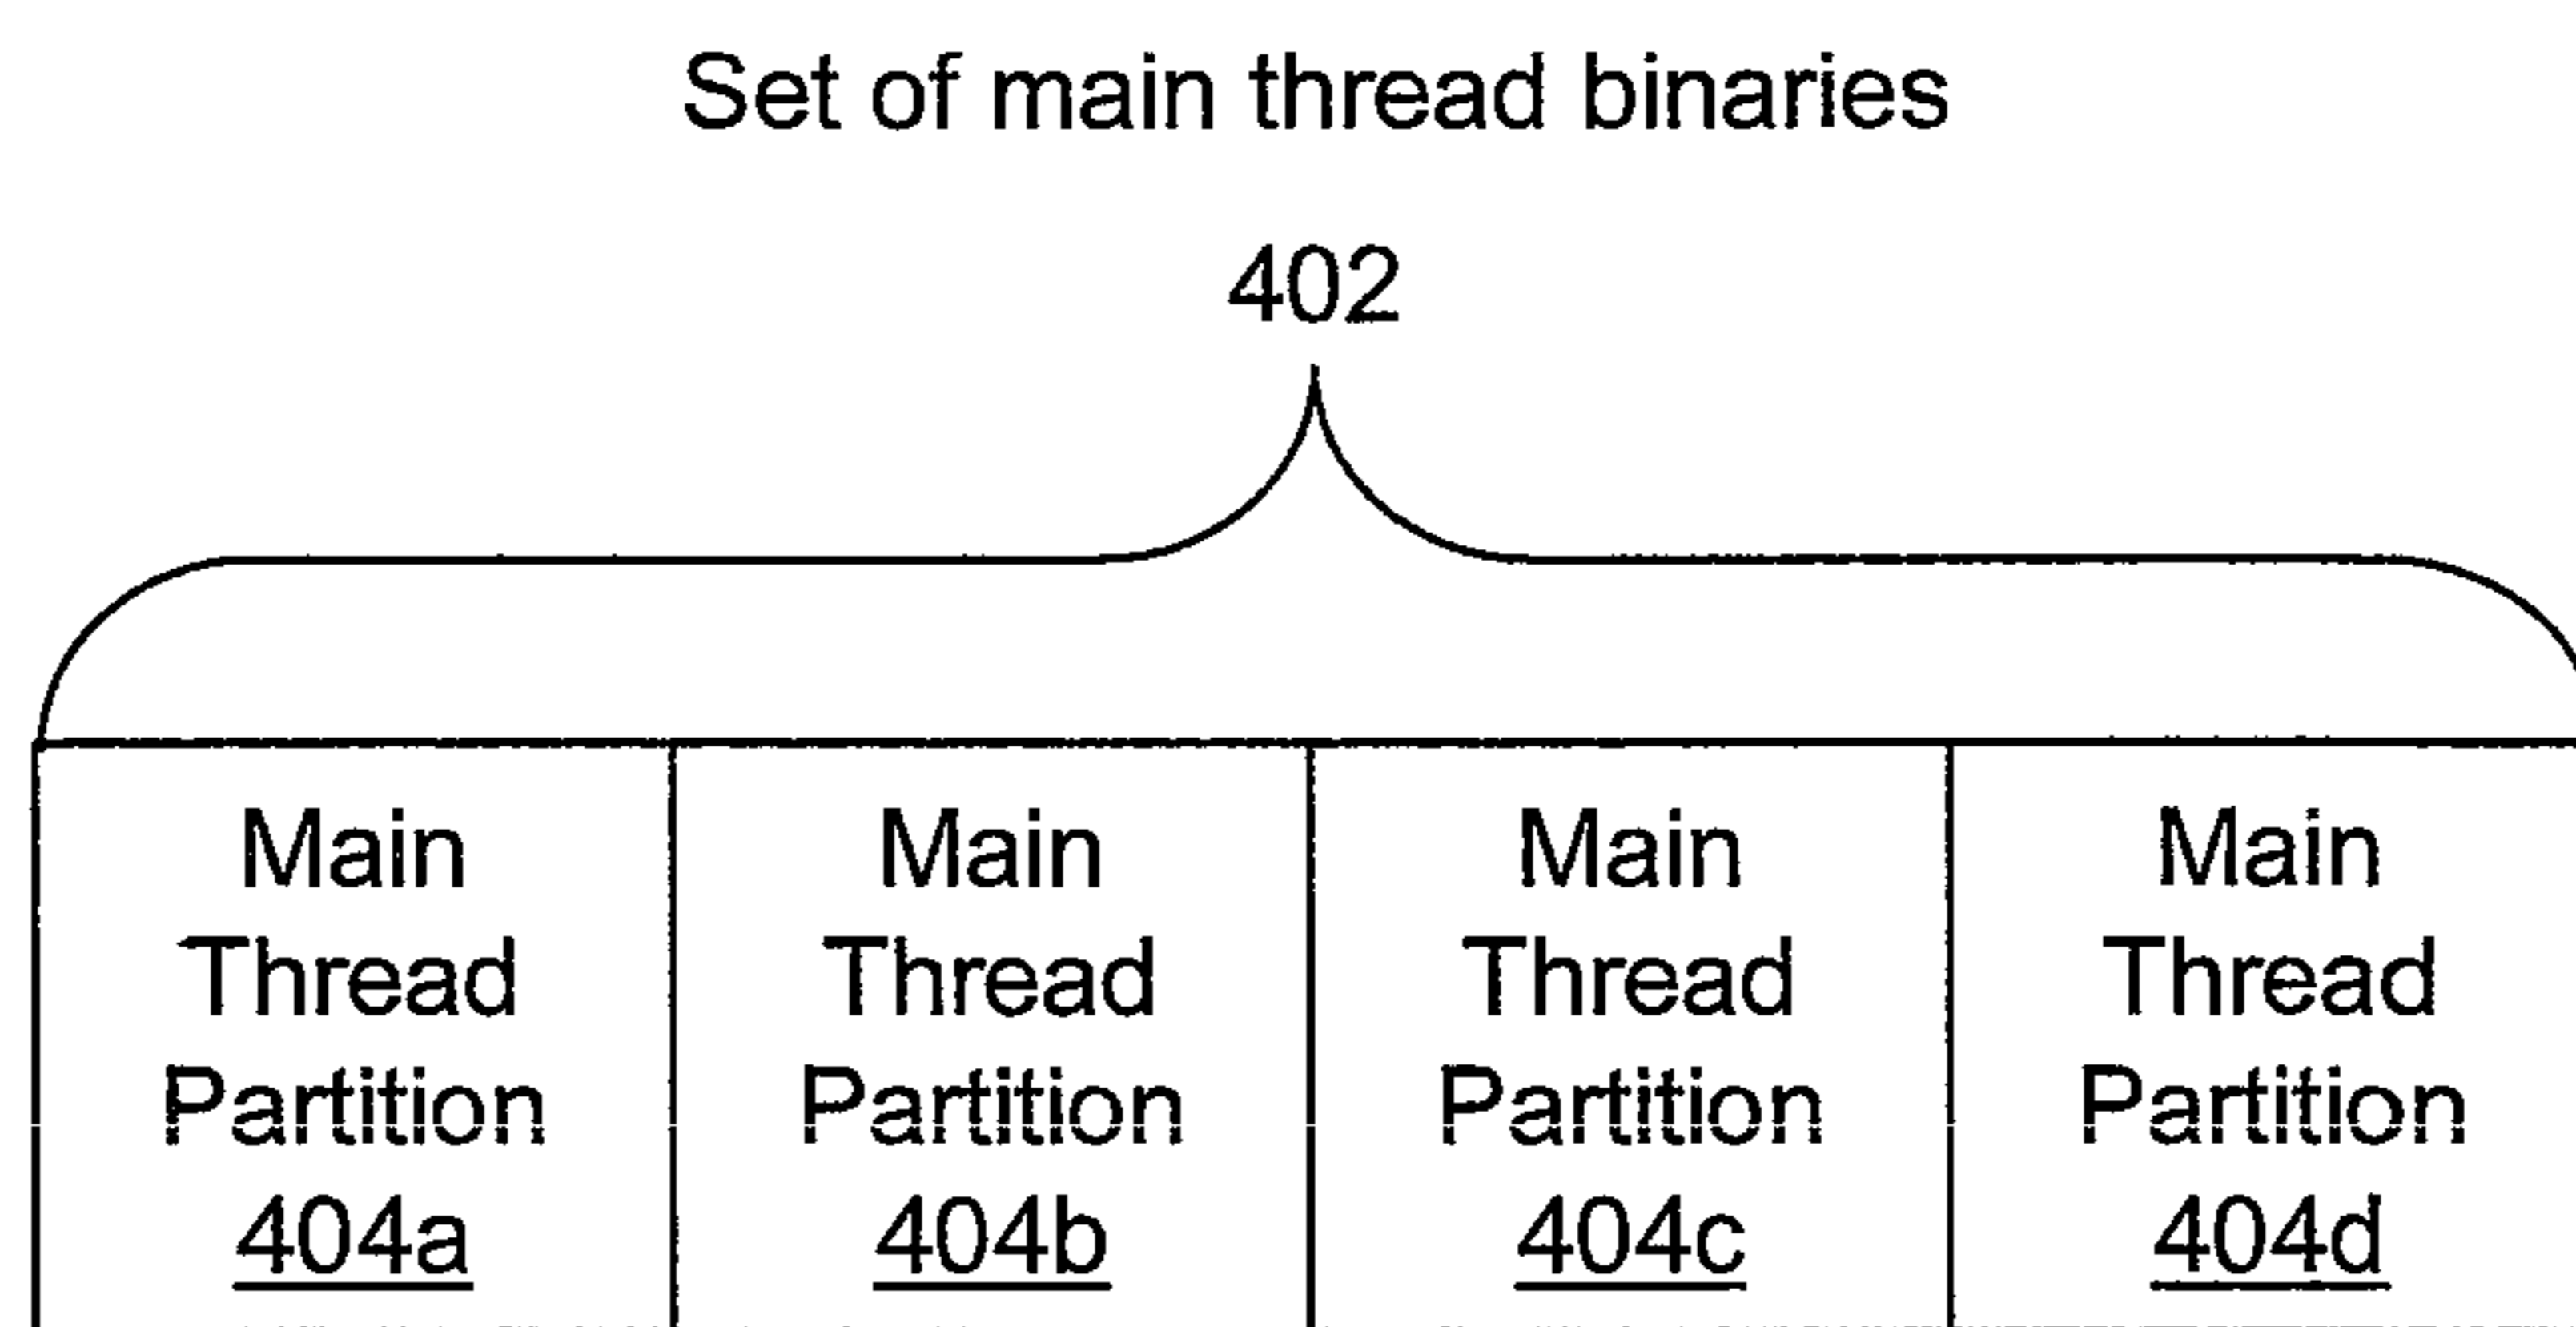 Set of main thread binaries
402
Main
Thread
Partition
404a
Main
Thread
Partition
404b
Main
Thread
Partition
404c
Main
Thread
Partition
404d